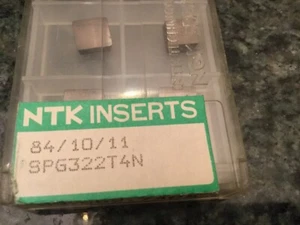 NTK INSERTS
84/10/11
SPG322T4N